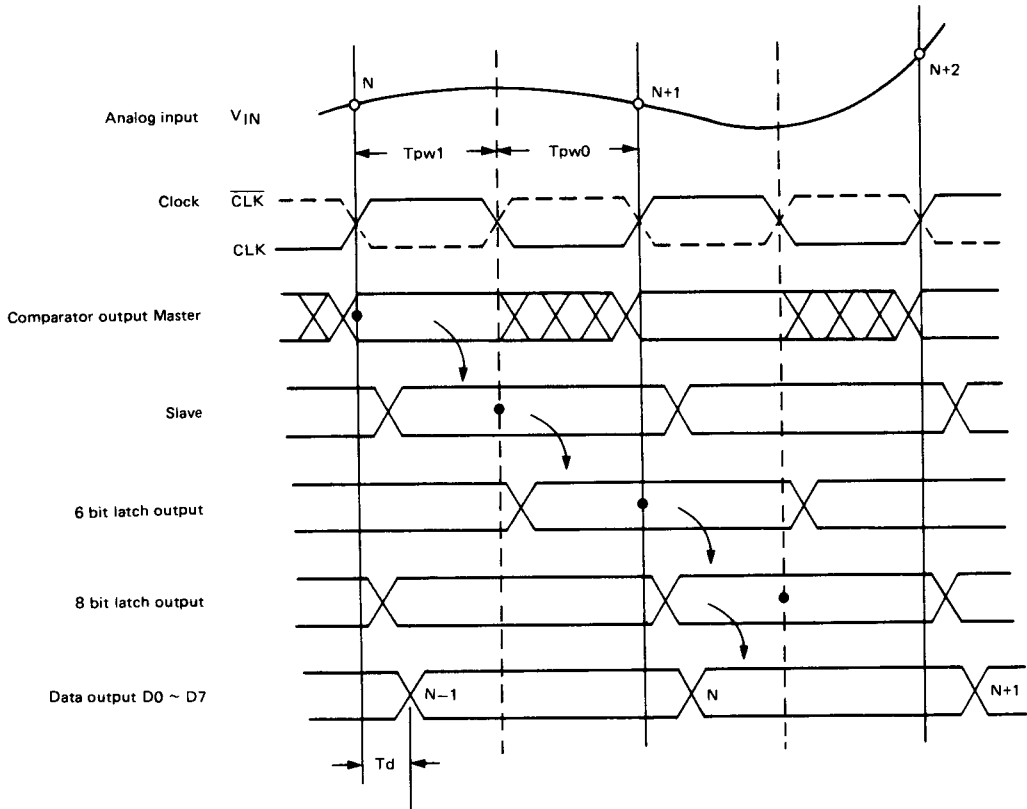 N
N+1
N+2
Analog input VIN
Tpw1 Tpw0
Clock CLK
CLK
Comparator output Master
Slave
6 bit latch output
8 bit latch output
Data output D0 ~ D7 N−1 N N+1
Td